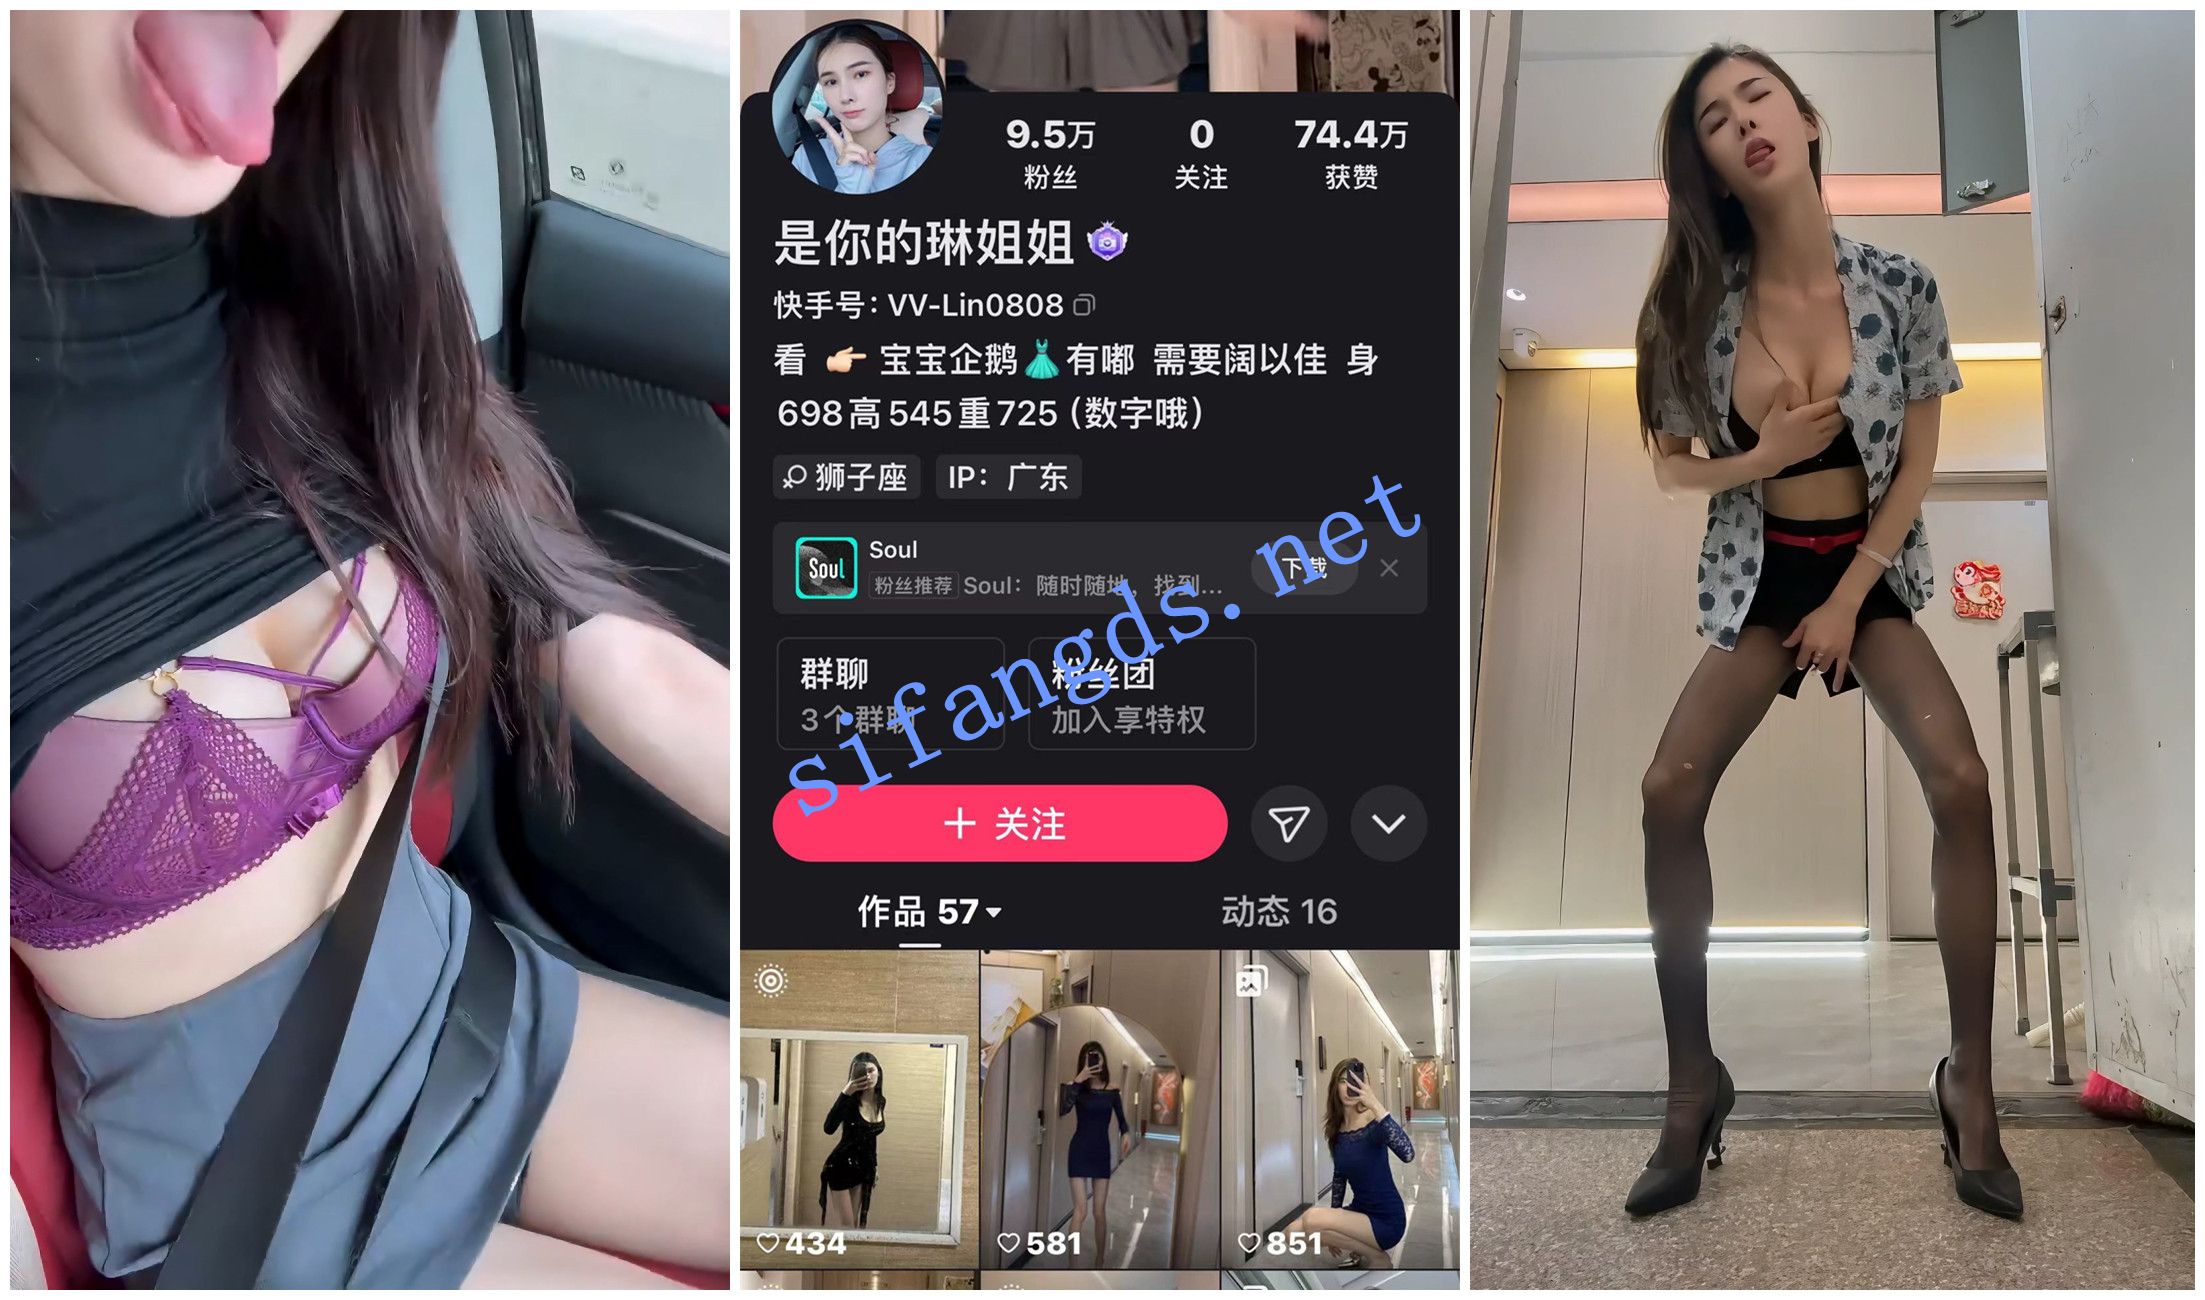 9.5万
0
74.4万
粉丝
关注
获赞
是你的琳姐姐
快手号：VV-Lin0808
看 👉 宝宝企鹅👗有嘟 需要阔以佳 身
698高545重725（数字哦）
狮子座
IP：广东
Soul
Soul
粉丝推荐 Soul：随时随地，找到...
下载
群聊
3个群聊
粉丝团
加入享特权
sifangds.net
+ 关注
作品 57
动态 16
434
581
851